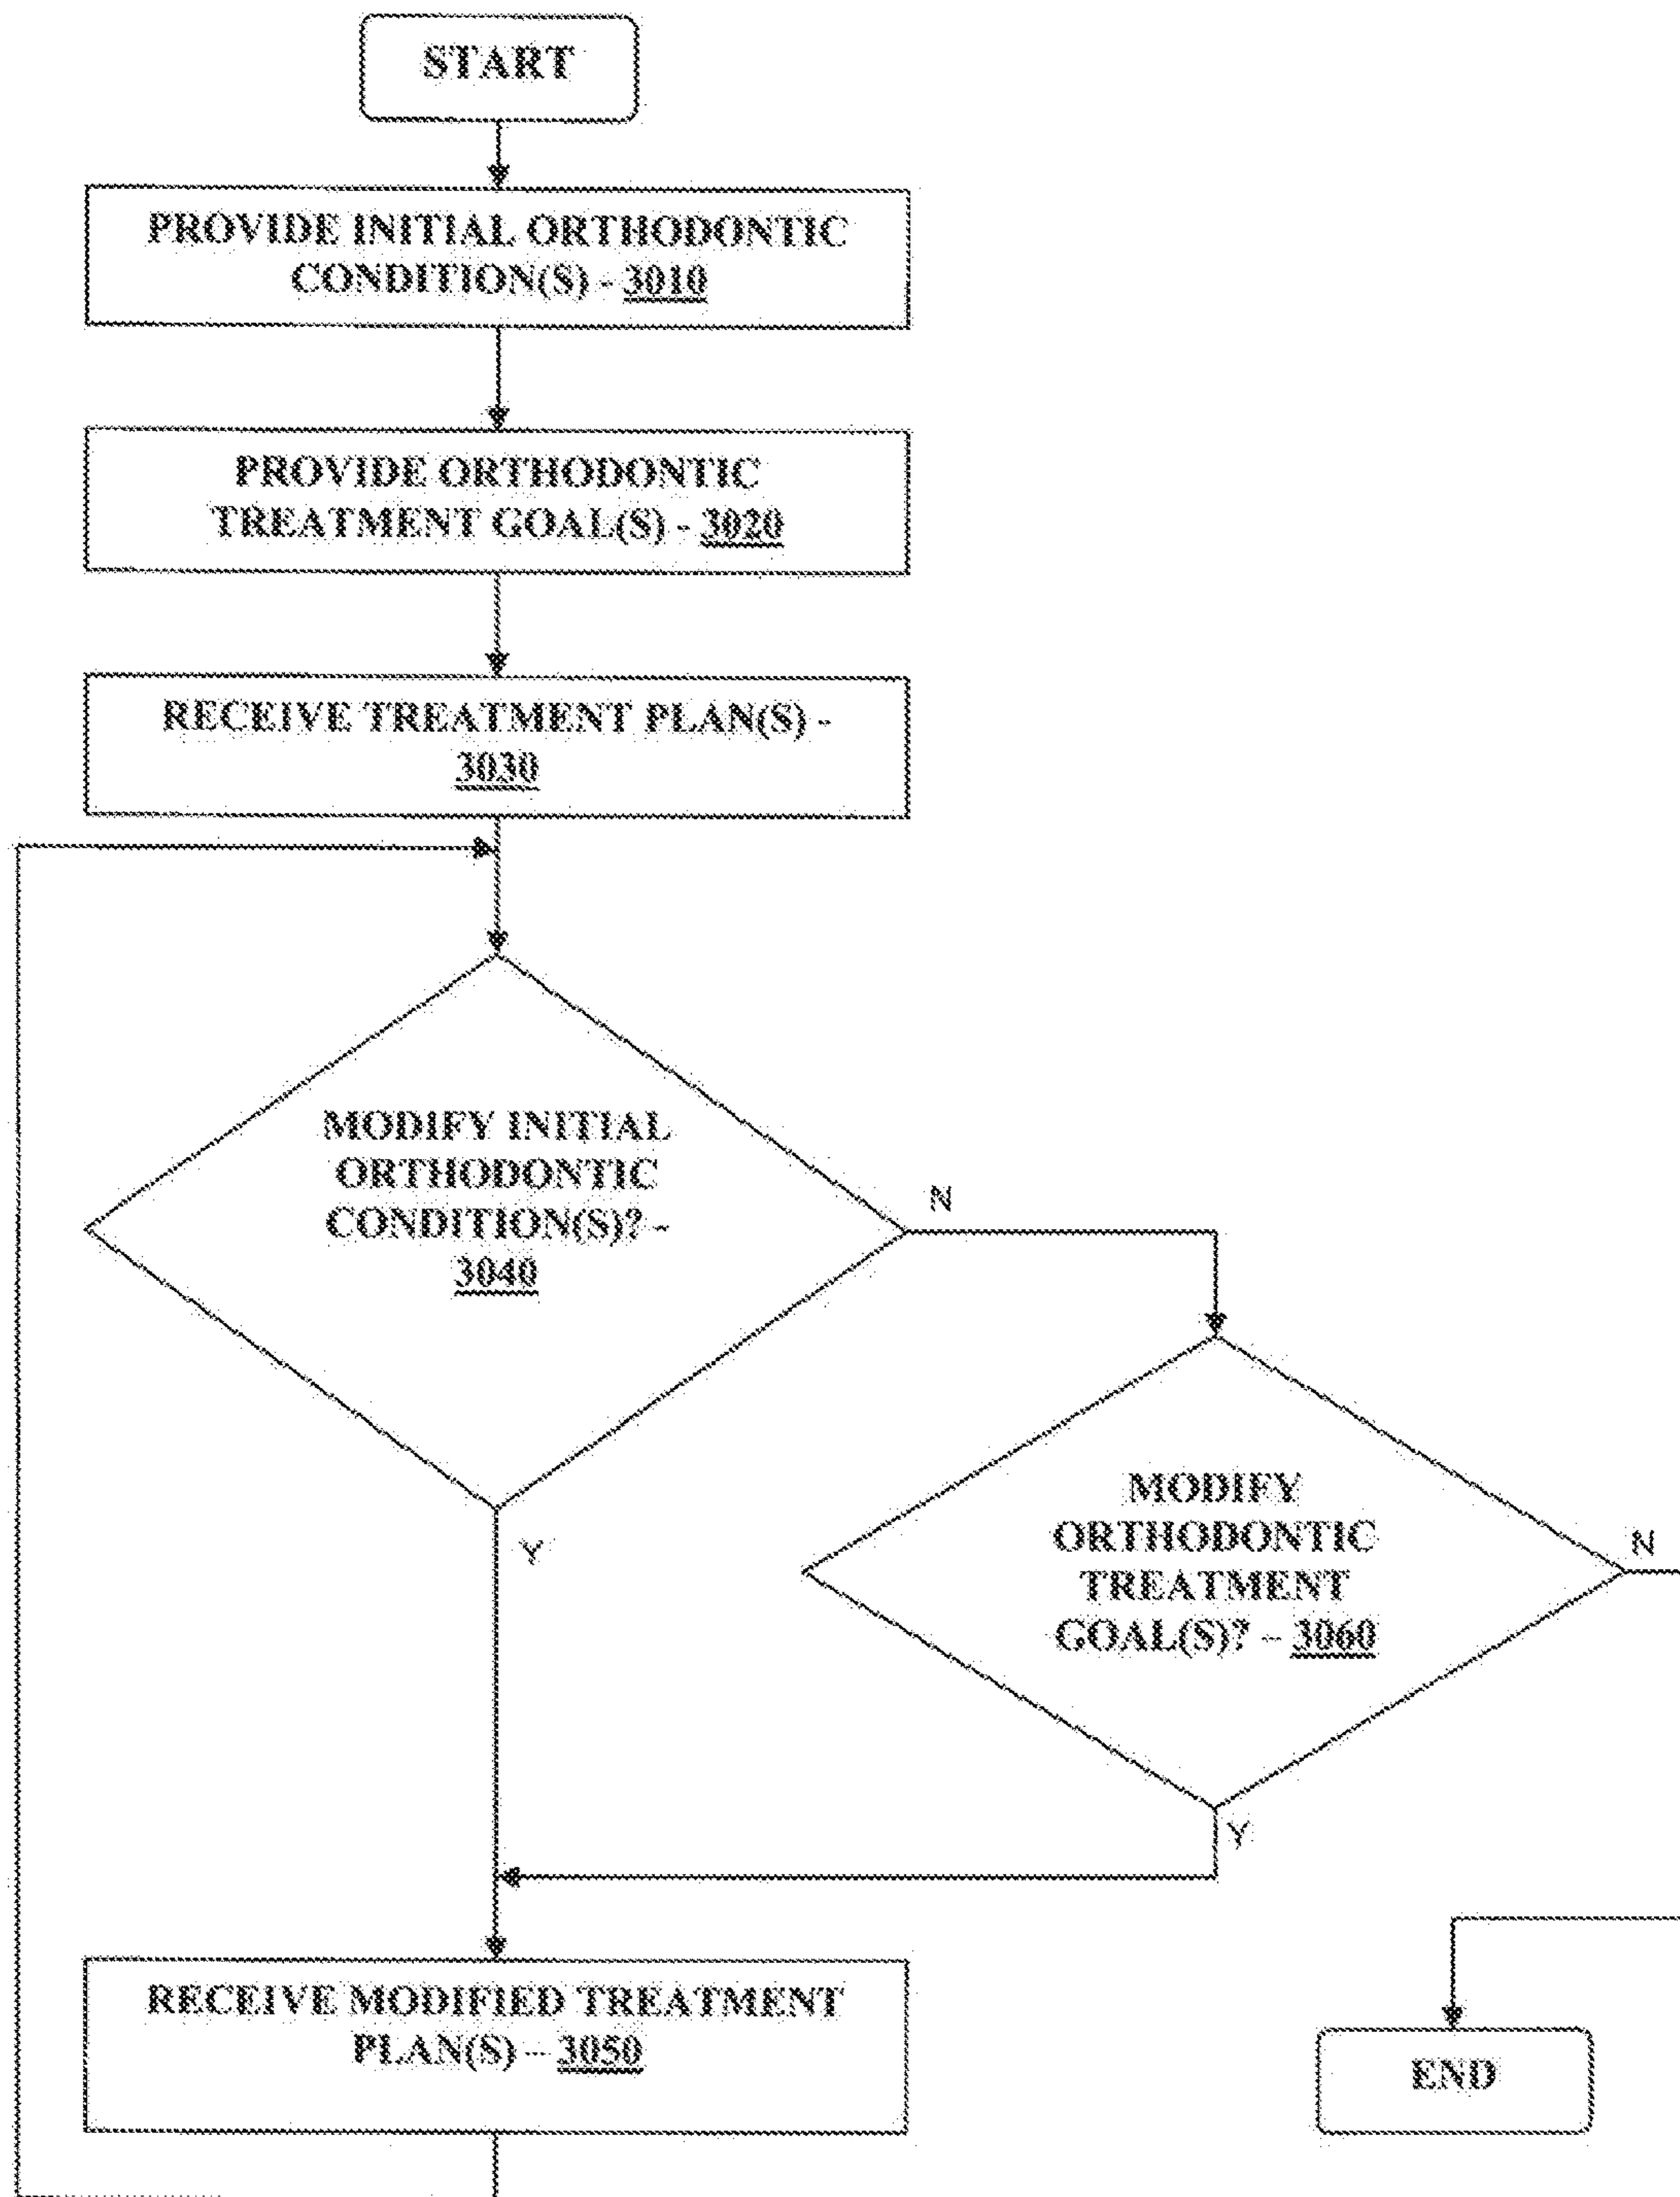 START
PROVIDE INITIAL ORTHODONTIC
CONDITION(S) - 3010
PROVIDE ORTHODONTIC
TREATMENT GOAL(S) - 3020
RECEIVE TREATMENT PLAN(S) -
3030
MODIFY INITIAL
ORTHODONTIC
CONDITION(S)? -
3040
N
Y
MODIFY
ORTHODONTIC
TREATMENT
GOAL(S)? – 3060
N
Y
RECEIVE MODIFIED TREATMENT
PLAN(S) – 3050
END